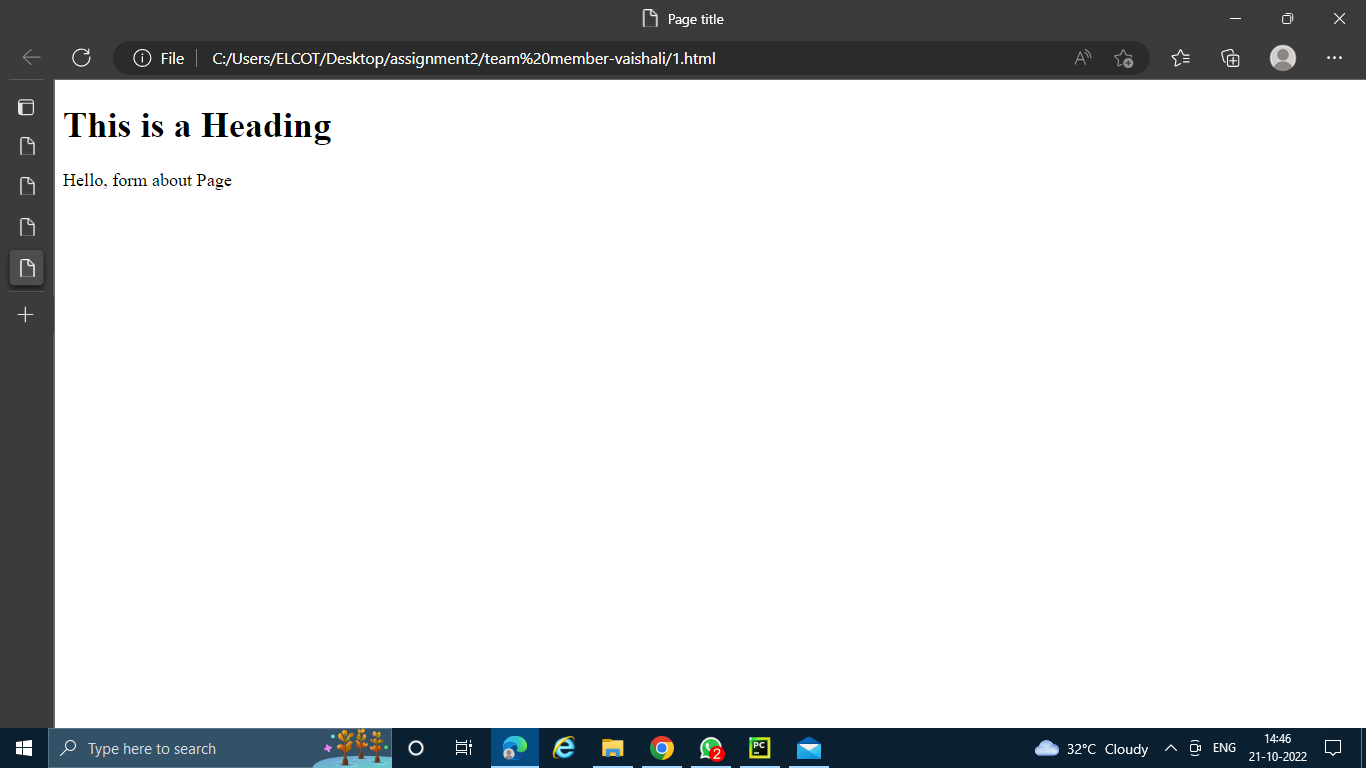 Page title
File
C:/Users/ELCOT/Desktop/assignment2/team%20member-vaishali/1.html
This is a Heading
Hello, form about Page
Type here to search
2
PC
32°C Cloudy
ENG
14:46
21-10-2022